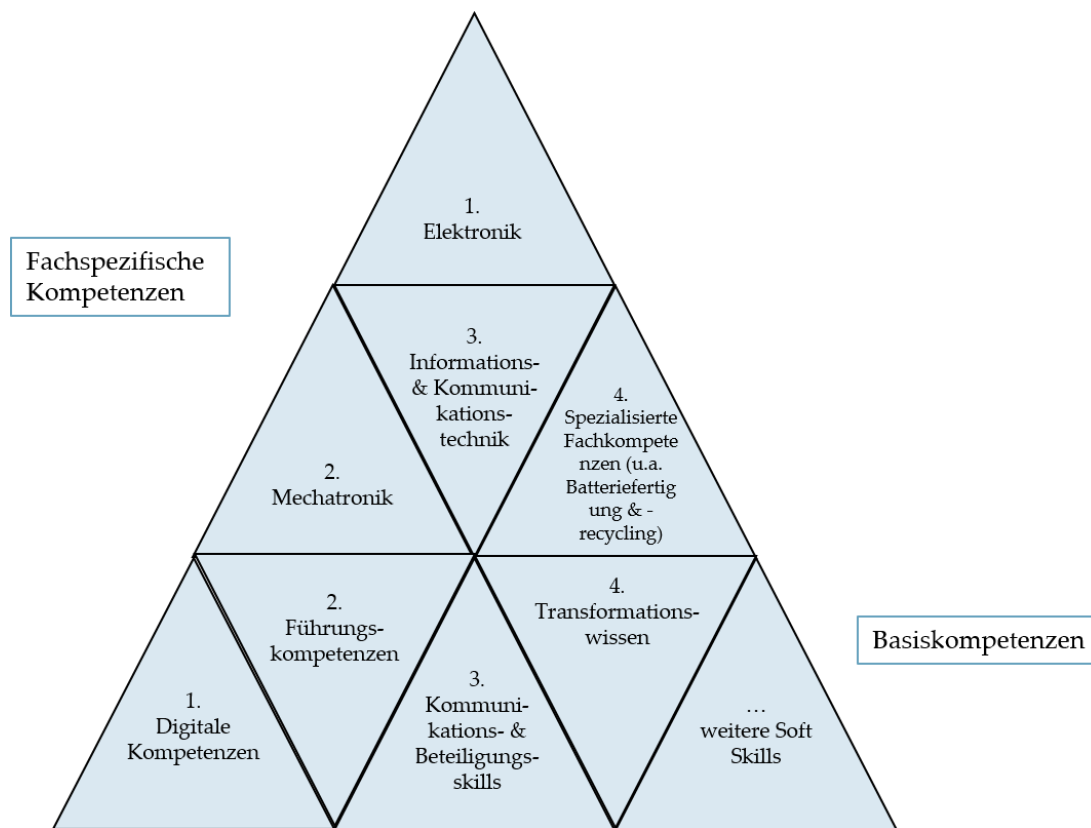 1.
Elektronik
Fachspezifische
Kompetenzen
3.
Informations-
& Kommuni-
kations-
technik
4.
Spezialisierte
Fachkompete
nzen (u.a.
Batteriefertig
ung & -
recycling)
2.
Mechatronik
2.
Führungs-
kompetenzen
4.
Transformations-
wissen
Basiskompetenzen
1.
Digitale
Kompetenzen
3.
Kommuni-
kations- &
Beteiligungs-
skills
…
weitere Soft
Skills